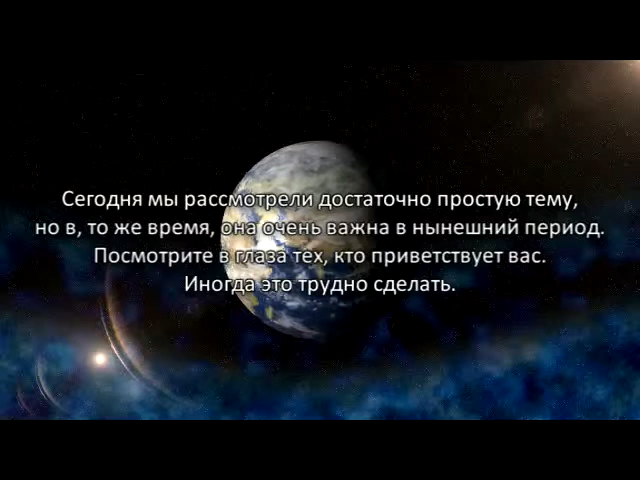 Сегодня мы рассмотрели достаточно простую тему,
но в, то же время, она очень важна в нынешний период.
Посмотрите в глаза тех, кто приветствует вас.
Иногда это трудно сделать.